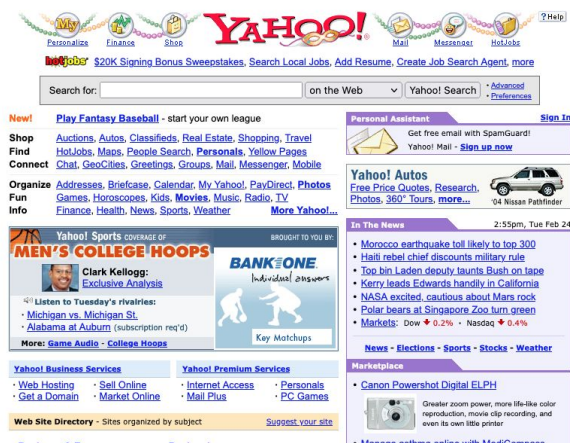 My
YAHOO!
?Help
Personalize Finance Shop Mail Messenger HotJobs
hotjobs $20K Signing Bonus Sweepstakes, Search Local Jobs, Add Resume, Create Job Search Agent, more
Search for: on the Web Yahoo! Search · Advanced
· Preferences
New! Play Fantasy Baseball - start your own league
Shop Auctions, Autos, Classifieds, Real Estate, Shopping, Travel
Find HotJobs, Maps, People Search, Personals, Yellow Pages
Connect Chat, GeoCities, Greetings, Groups, Mail, Messenger, Mobile
Organize Addresses, Briefcase, Calendar, My Yahoo!, PayDirect, Photos
Fun Games, Horoscopes, Kids, Movies, Music, Radio, TV
Info Finance, Health, News, Sports, Weather More Yahoo!...
Yahoo! Sports COVERAGE OF
MEN'S COLLEGE HOOPS
Clark Kellogg:
Exclusive Analysis
Listen to Tuesday's rivalries:
· Michigan vs. Michigan St.
· Alabama at Auburn (subscription req'd)
More: Game Audio - College Hoops
BROUGHT TO YOU BY:
BANK ONE.
Individual answers
Key Matchups
Yahoo! Business Services
· Web Hosting · Sell Online
· Get a Domain · Market Online
Yahoo! Premium Services
· Internet Access · Personals
· Mail Plus · PC Games
Web Site Directory - Sites organized by subject Suggest your site
Personal Assistant Sign In
Get free email with SpamGuard!
Yahoo! Mail - Sign up now
Yahoo! Autos
Free Price Quotes, Research,
Photos, 360° Tours, more...
'04 Nissan Pathfinder
In The News 2:55pm, Tue Feb 24
• Morocco earthquake toll likely to top 300
• Haiti rebel chief discounts military rule
• Top bin Laden deputy taunts Bush on tape
• Kerry leads Edwards handily in California
• NASA excited, cautious about Mars rock
• Polar bears at Singapore Zoo turn green
• Markets: Dow 0.2% · Nasdaq 0.4%
News - Elections - Sports - Stocks - Weather
Marketplace
• Canon Powershot Digital ELPH
Greater zoom power, more life-like color
reproduction, movie clip recording, and
even its own little printer